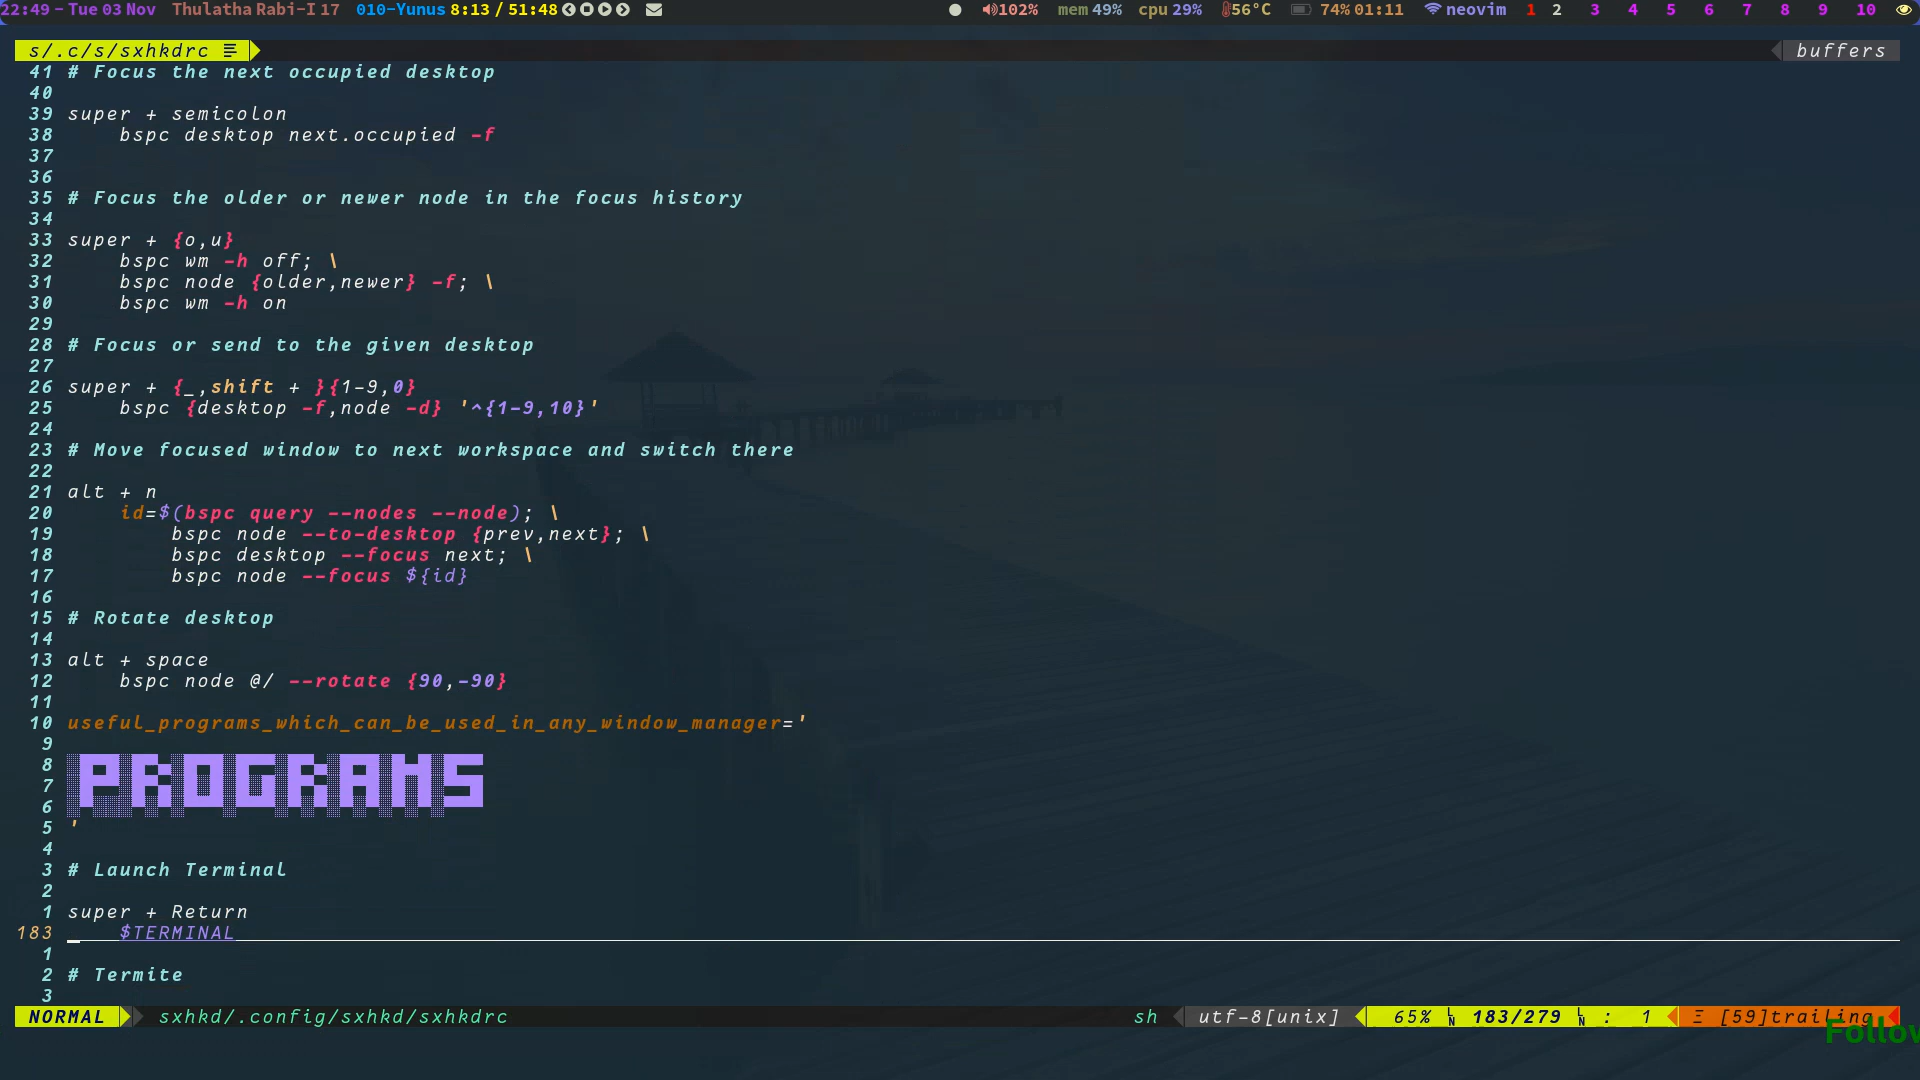 22:49 - Tue 03 Nov Thulatha Rabi-I 17 010-Yunus 8:13 / 51:48 102% mem 49% cpu 29% 56°C 74% 01:11 neovim 1 2 3 4 5 6 7 8 9 10
s/.c/s/sxhkdrc buffers
41 # Focus the next occupied desktop
40
39 super + semicolon
38     bspc desktop next.occupied -f
37
36
35 # Focus the older or newer node in the focus history
34
33 super + {o,u}
32     bspc wm -h off; \
31     bspc node {older,newer} -f; \
30     bspc wm -h on
29
28 # Focus or send to the given desktop
27
26 super + {_,shift + }{1-9,0}
25     bspc {desktop -f,node -d} '^{1-9,10}'
24
23 # Move focused window to next workspace and switch there
22
21 alt + n
20     id=$(bspc query --nodes --node); \
19         bspc node --to-desktop {prev,next}; \
18         bspc desktop --focus next; \
17         bspc node --focus ${id}
16
15 # Rotate desktop
14
13 alt + space
12     bspc node @/ --rotate {90,-90}
11
10 useful_programs_which_can_be_used_in_any_window_manager='
9
8 PROGRAMS
7
6
5 '
4
3 # Launch Terminal
2
1 super + Return
183     $TERMINAL
1
2 # Termite
3
NORMAL sxhkd/.config/sxhkd/sxhkdrc sh utf-8[unix] 65% 183/279 : 1 Ξ [59]trailing
Follow